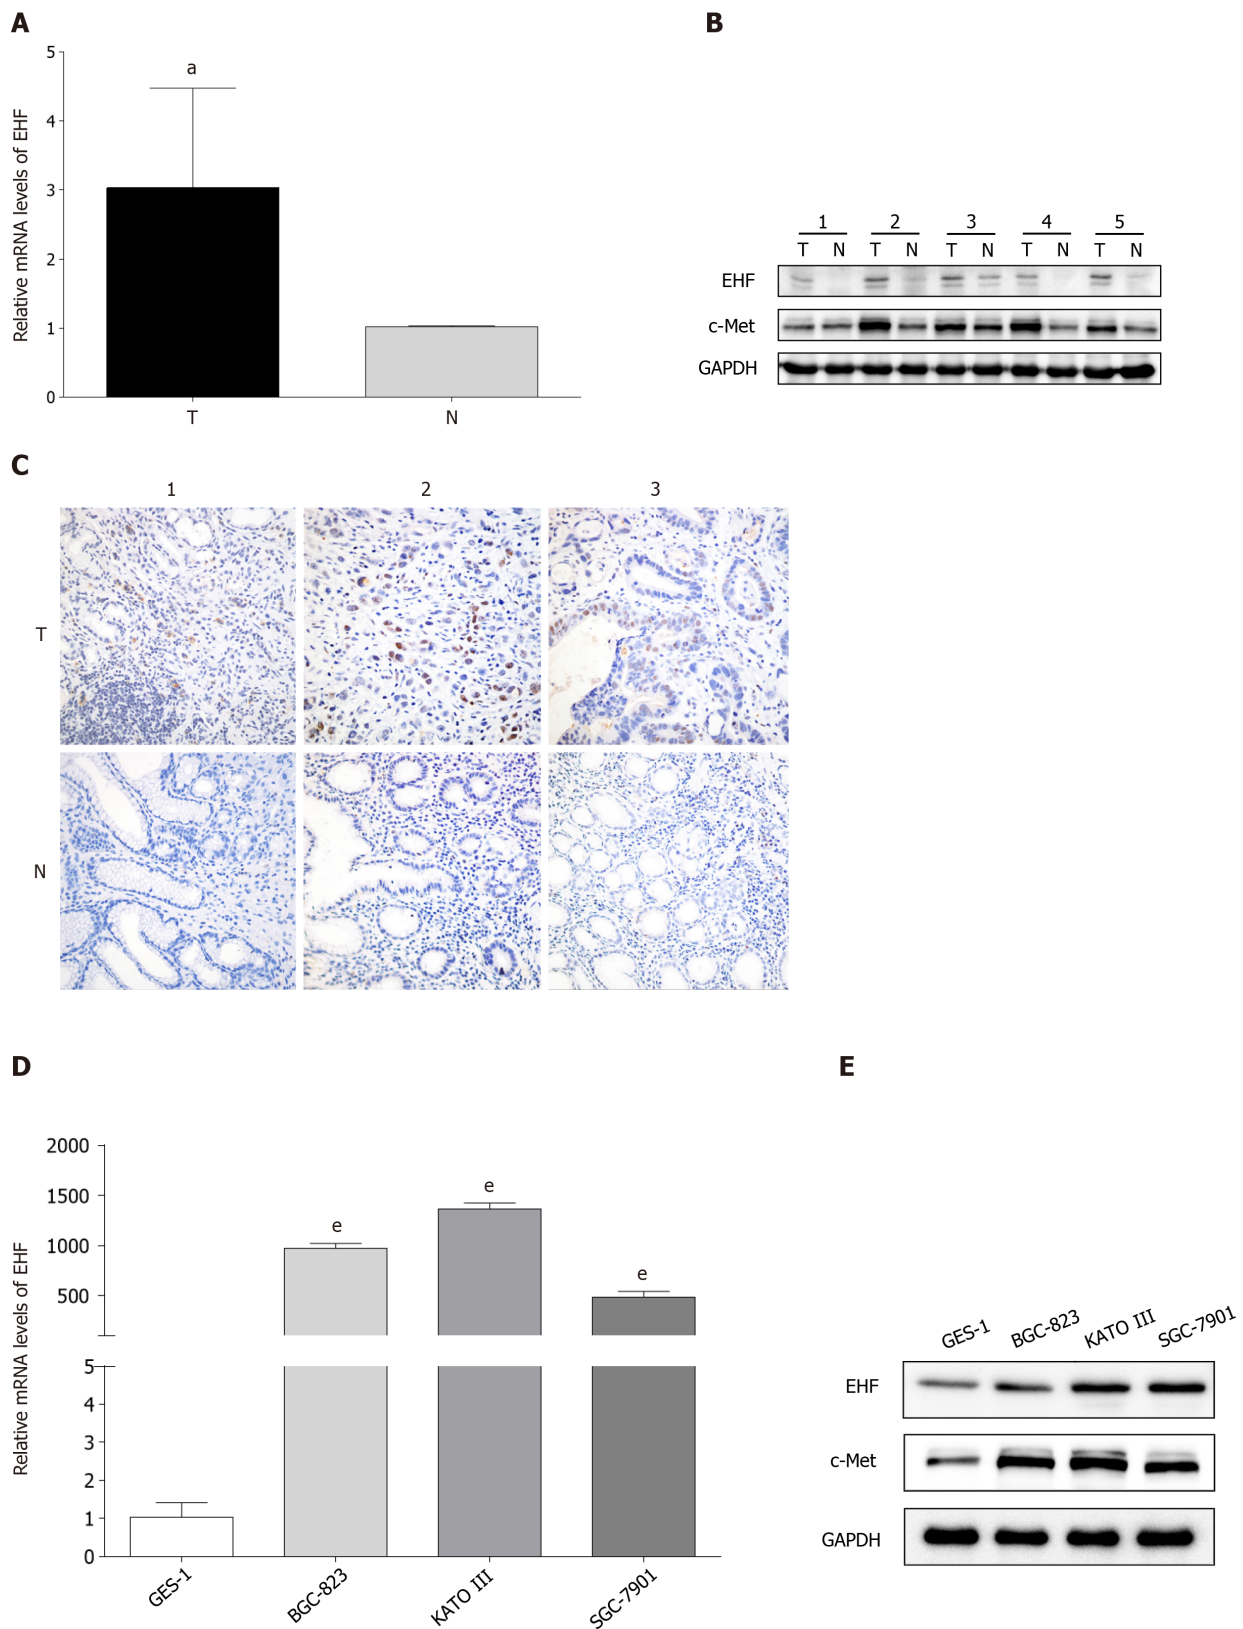 A
Relative mRNA levels of EHF
5
4
3
2
1
0
a
T
N
B
1 2 3 4 5
T N T N T N T N T N
EHF
c-Met
GAPDH
C
1 2 3
T
N
D
Relative mRNA levels of EHF
2000
1500
1000
500
5
4
3
2
1
0
e
e
e
GES-1
BGC-823
KATO III
SGC-7901
E
GES-1
BGC-823
KATO III
SGC-7901
EHF
c-Met
GAPDH